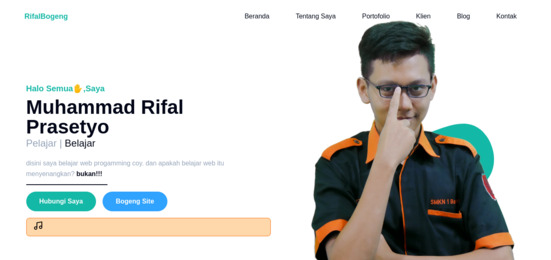 RifalBogeng
Beranda Tentang Saya Portofolio Klien Blog Kontak
Halo Semua✋,Saya
Muhammad Rifal
Prasetyo
Pelajar | Belajar
disini saya belajar web progamming coy. dan apakah belajar web itu
menyenangkan? bukan!!!
Hubungi Saya Bogeng Site
SMKN 1